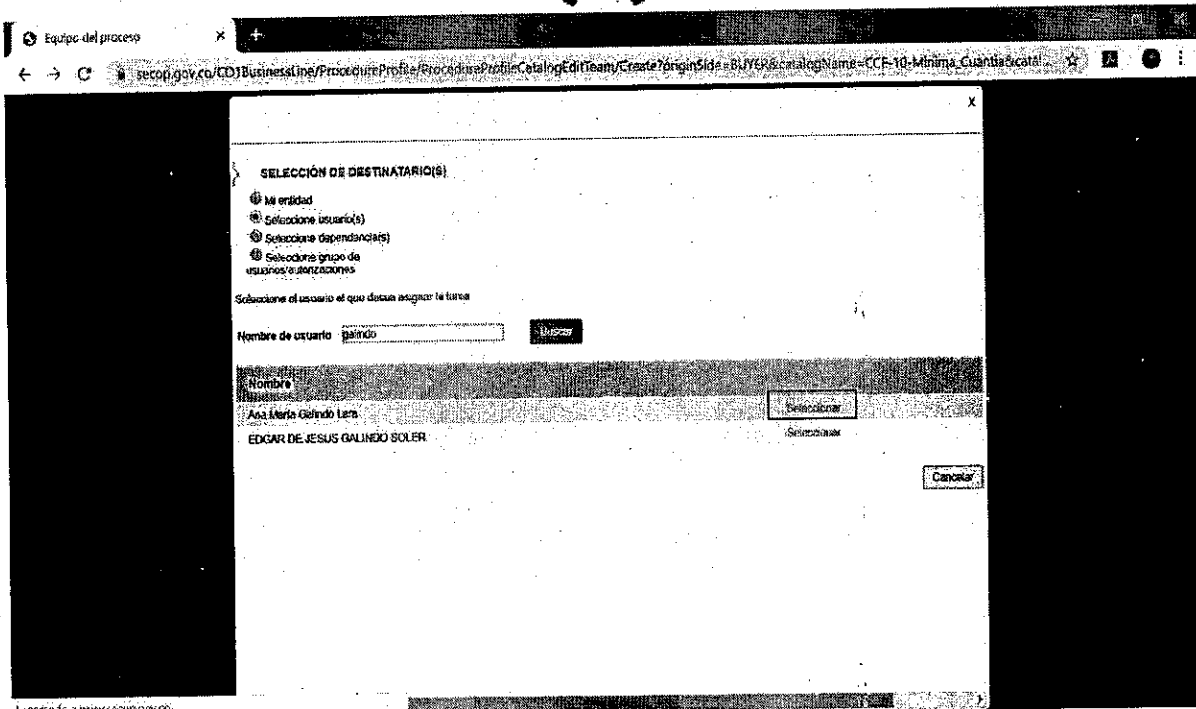 Equipo del proceso
secop.gov.co/CO1BusinessLine/ProcedureProfile/ProcedureProfileCatalogEditTeam/Create?originSide=BUYER&catalogName=CCE-10-Minima_Cuantia&catal...
X
SELECCIÓN DE DESTINATARIO(S)
Mi entidad
Seleccione usuario(s)
Seleccione dependencia(s)
Seleccione grupo de
usuarios/autorizaciones
Seleccione el usuario al que desea asignar la tarea
Nombre de usuario galindo Buscar
Nombre
Ana María Galindo Lara Seleccionar
EDGAR DE JESUS GALINDO SOLER Seleccionar
Cancelar